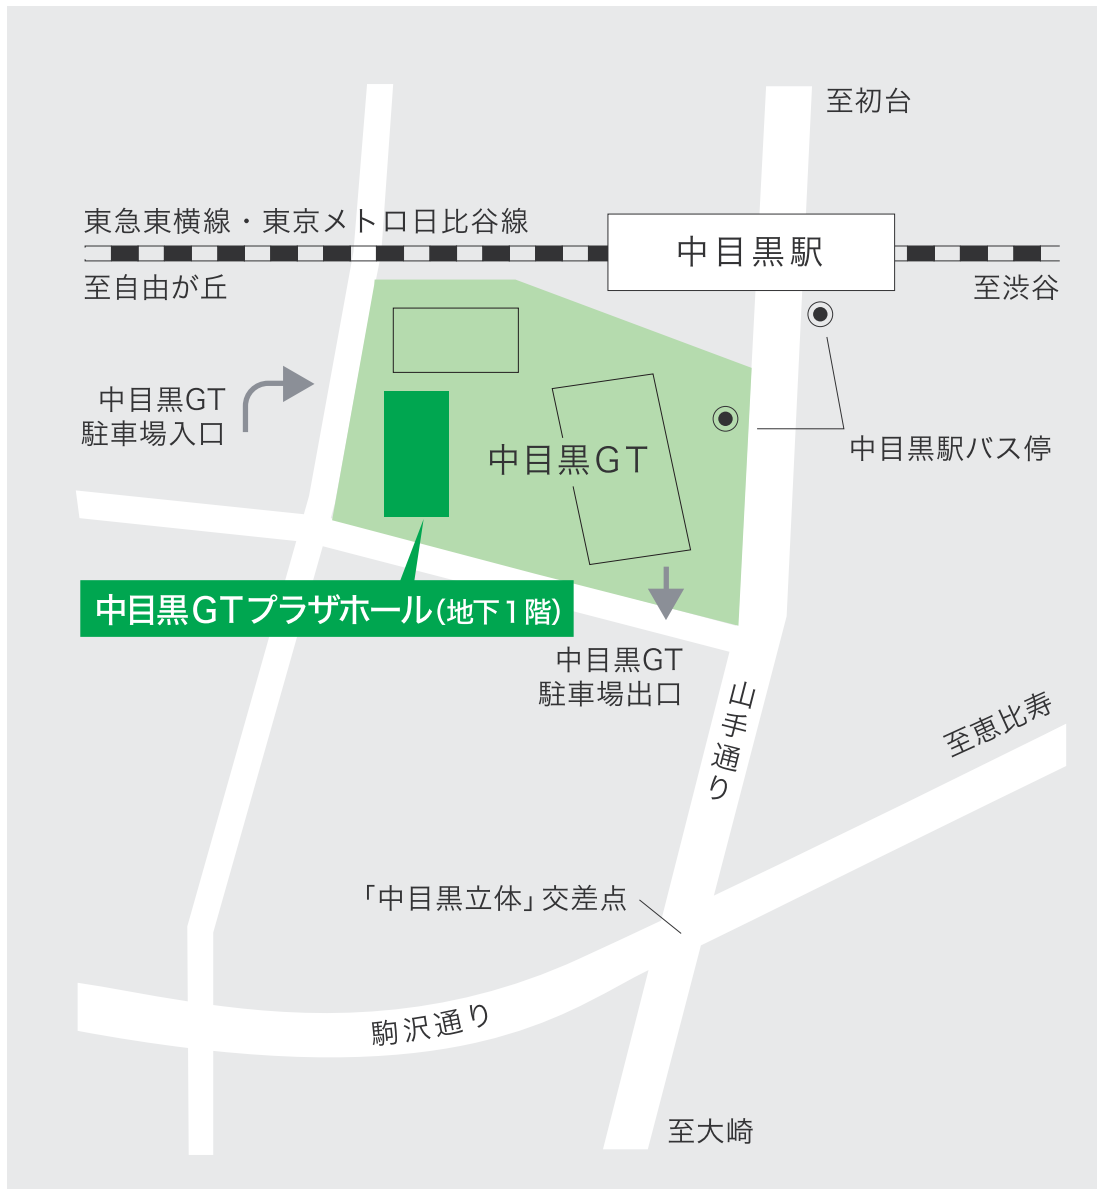 至初台
東急東横線・東京メトロ日比谷線
中目黒駅
至自由が丘
至渋谷
中目黒GT
駐車場入口
中目黒駅バス停
中目黒GT
中目黒GTプラザホール(地下1階)
中目黒GT
駐車場出口
山手通り
至恵比寿
「中目黒立体」交差点
駒沢通り
至大崎